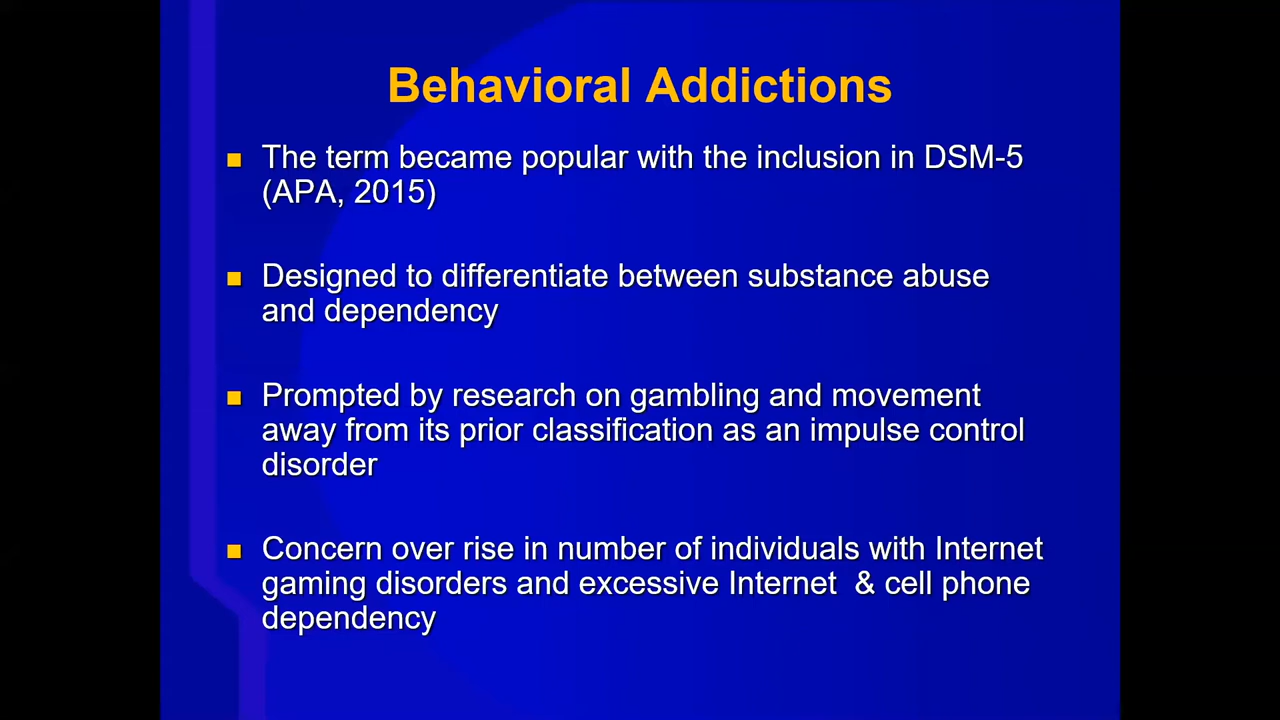 Behavioral Addictions
The term became popular with the inclusion in DSM-5
(APA, 2015)
Designed to differentiate between substance abuse
and dependency
Prompted by research on gambling and movement
away from its prior classification as an impulse control
disorder
Concern over rise in number of individuals with Internet
gaming disorders and excessive Internet  & cell phone
dependency